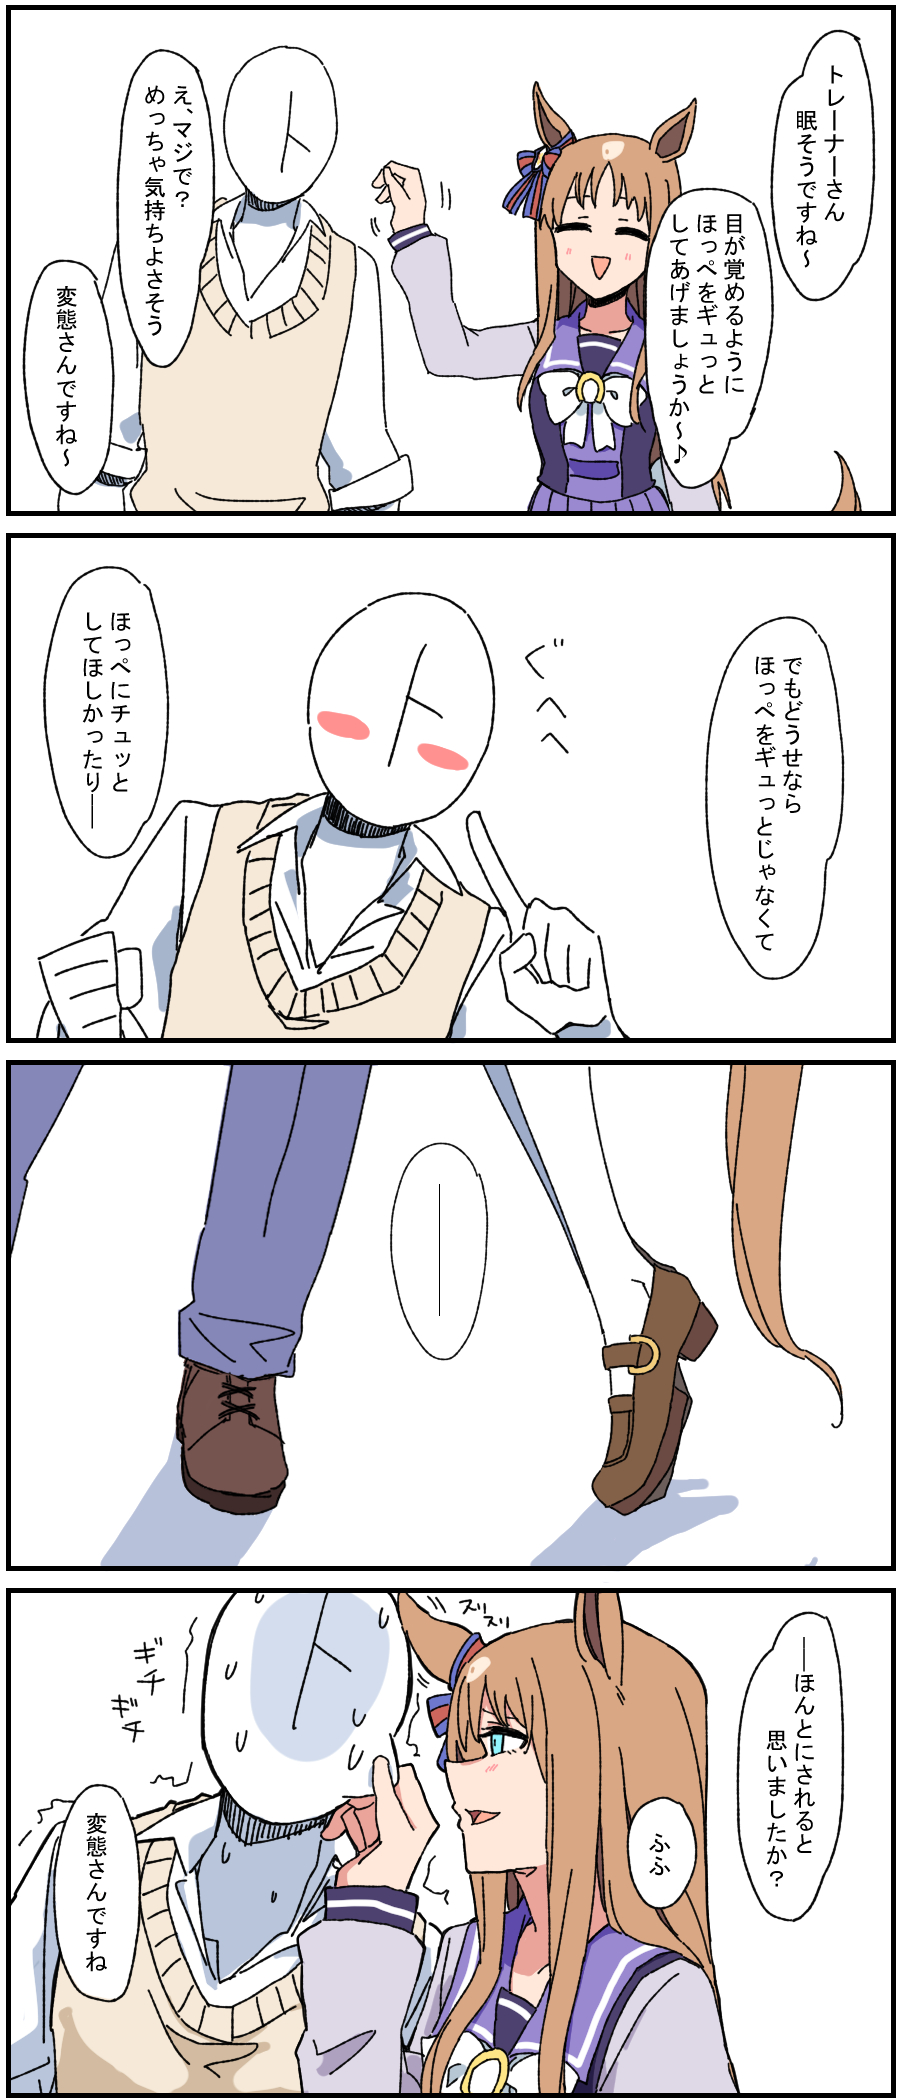 トレーナーさん
眠そうですね〜
目が覚めるように
ほっぺをギュっと
してあげましょうか〜♪
え、マジで?
めっちゃ気持ちよさそう
変態さんですね〜
でもどうせなら
ほっぺをギュっとじゃなくて
ぐへへ
ほっぺにチュッと
してほしかったり――
――
――ほんとにされると
思いましたか?
ふふ
スリ
スリ
ギチ
ギチ
変態さんですね